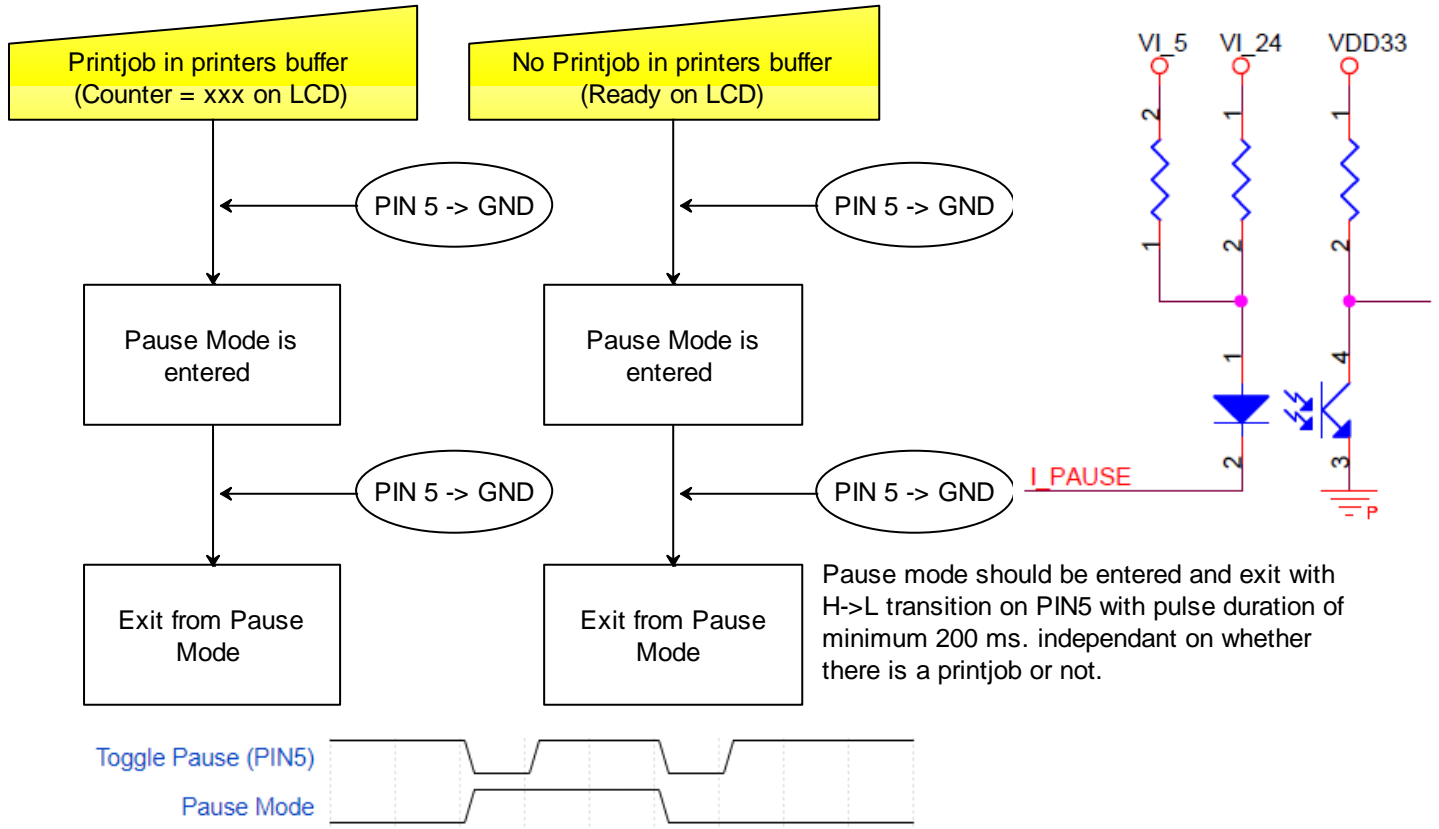 Printjob in printers buffer
(Counter = xxx on LCD)
No Printjob in printers buffer
(Ready on LCD)
PIN 5 -> GND
PIN 5 -> GND
Pause Mode is
entered
Pause Mode is
entered
PIN 5 -> GND
PIN 5 -> GND
Exit from Pause
Mode
Exit from Pause
Mode
VI_5
VI_24
VDD33
2
1
1
1
2
2
1
4
2
3
I_PAUSE
P
Pause mode should be entered and exit with
H->L transition on PIN5 with pulse duration of
minimum 200 ms. independant on whether
there is a printjob or not.
Toggle Pause (PIN5)
Pause Mode